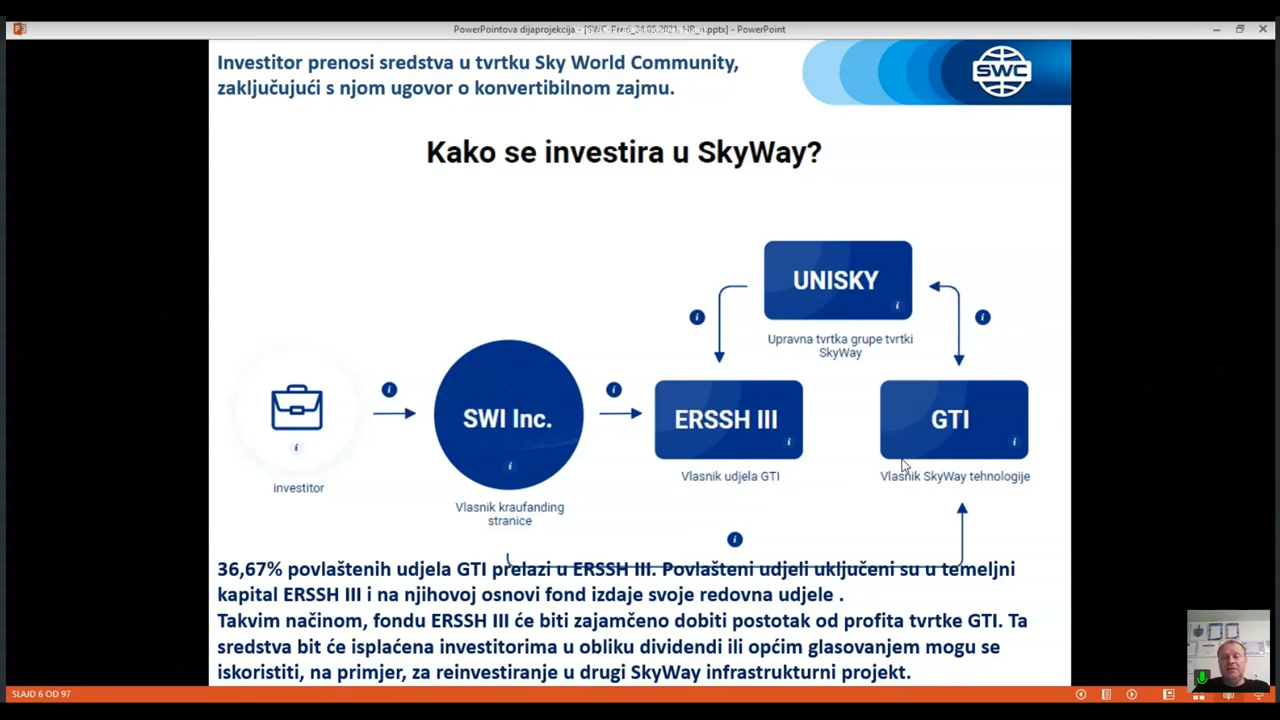 PowerPointova dijaprojekcija - [SWC-Prez_24.05.2021. HR_n.pptx] - PowerPoint
Investitor prenosi sredstva u tvrtku Sky World Community,
zaključujući s njom ugovor o konvertibilnom zajmu.
SWC
Kako se investira u SkyWay?
UNISKY
Upravna tvrtka grupe tvrtki
SkyWay
investitor
SWI Inc.
Vlasnik kraufanding
stranice
ERSSH III
Vlasnik udjela GTI
GTI
Vlasnik SkyWay tehnologije
36,67% povlaštenih udjela GTI prelazi u ERSSH III. Povlašteni udjeli uključeni su u temeljni
kapital ERSSH III i na njihovoj osnovi fond izdaje svoje redovna udjele .
Takvim načinom, fondu ERSSH III će biti zajamčeno dobiti postotak od profita tvrtke GTI. Ta
sredstva bit će isplaćena investitorima u obliku dividendi ili općim glasovanjem mogu se
iskoristiti, na primjer, za reinvestiranje u drugi SkyWay infrastrukturni projekt.
SLAJD 6 OD 97